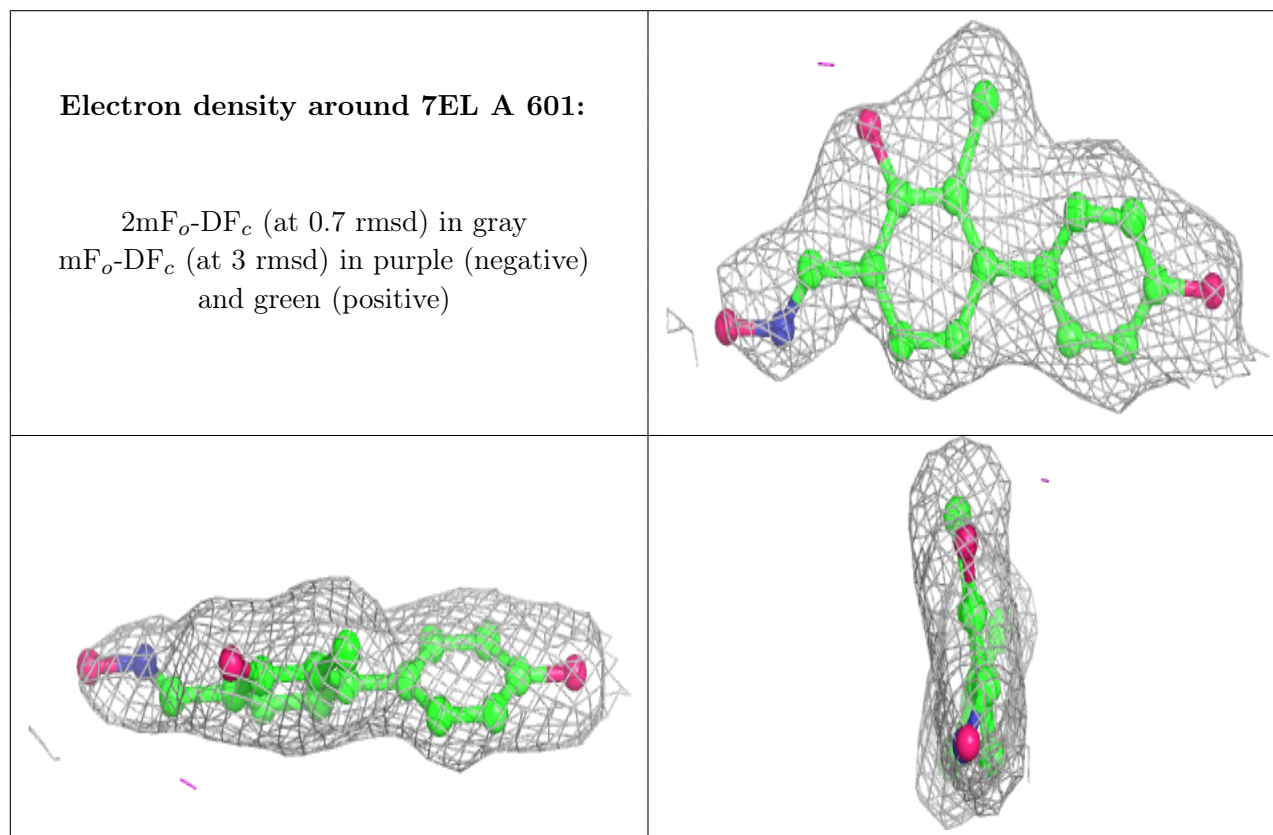 Electron density around 7EL A 601:
2mFo-DFc (at 0.7 rmsd) in gray
mFo-DFc (at 3 rmsd) in purple (negative)
and green (positive)